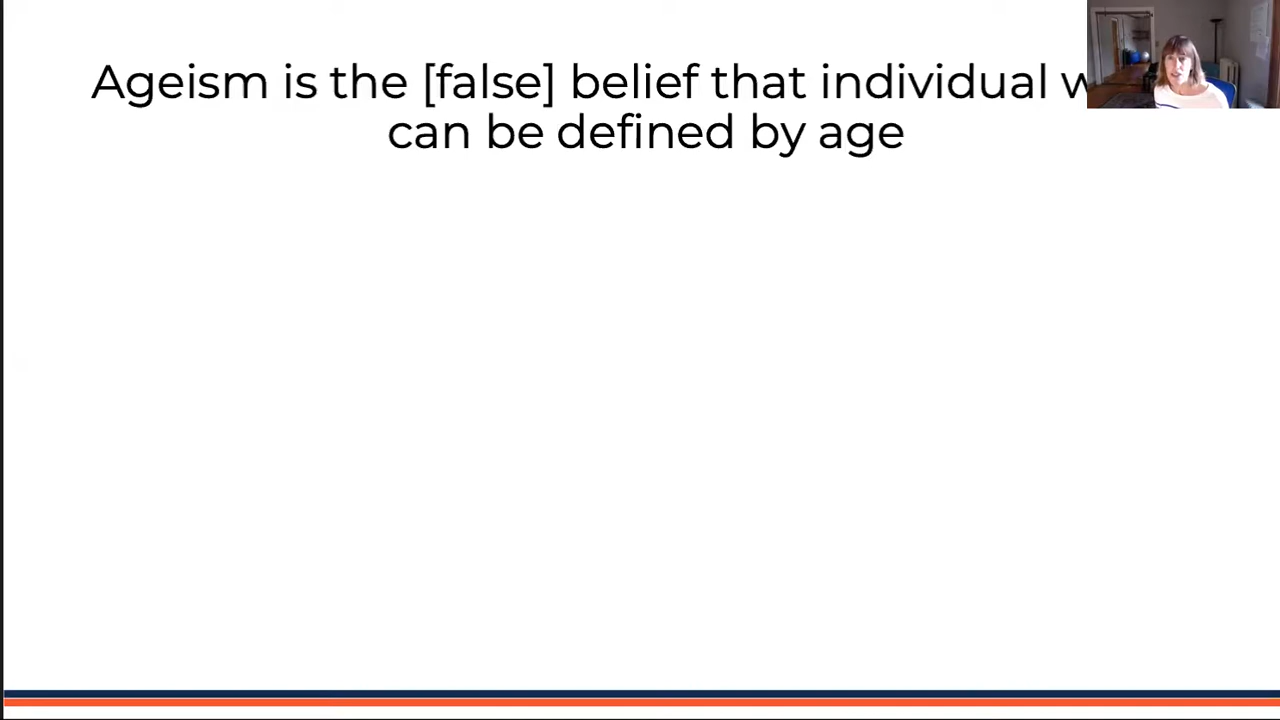 Ageism is the [false] belief that individual
can be defined by age